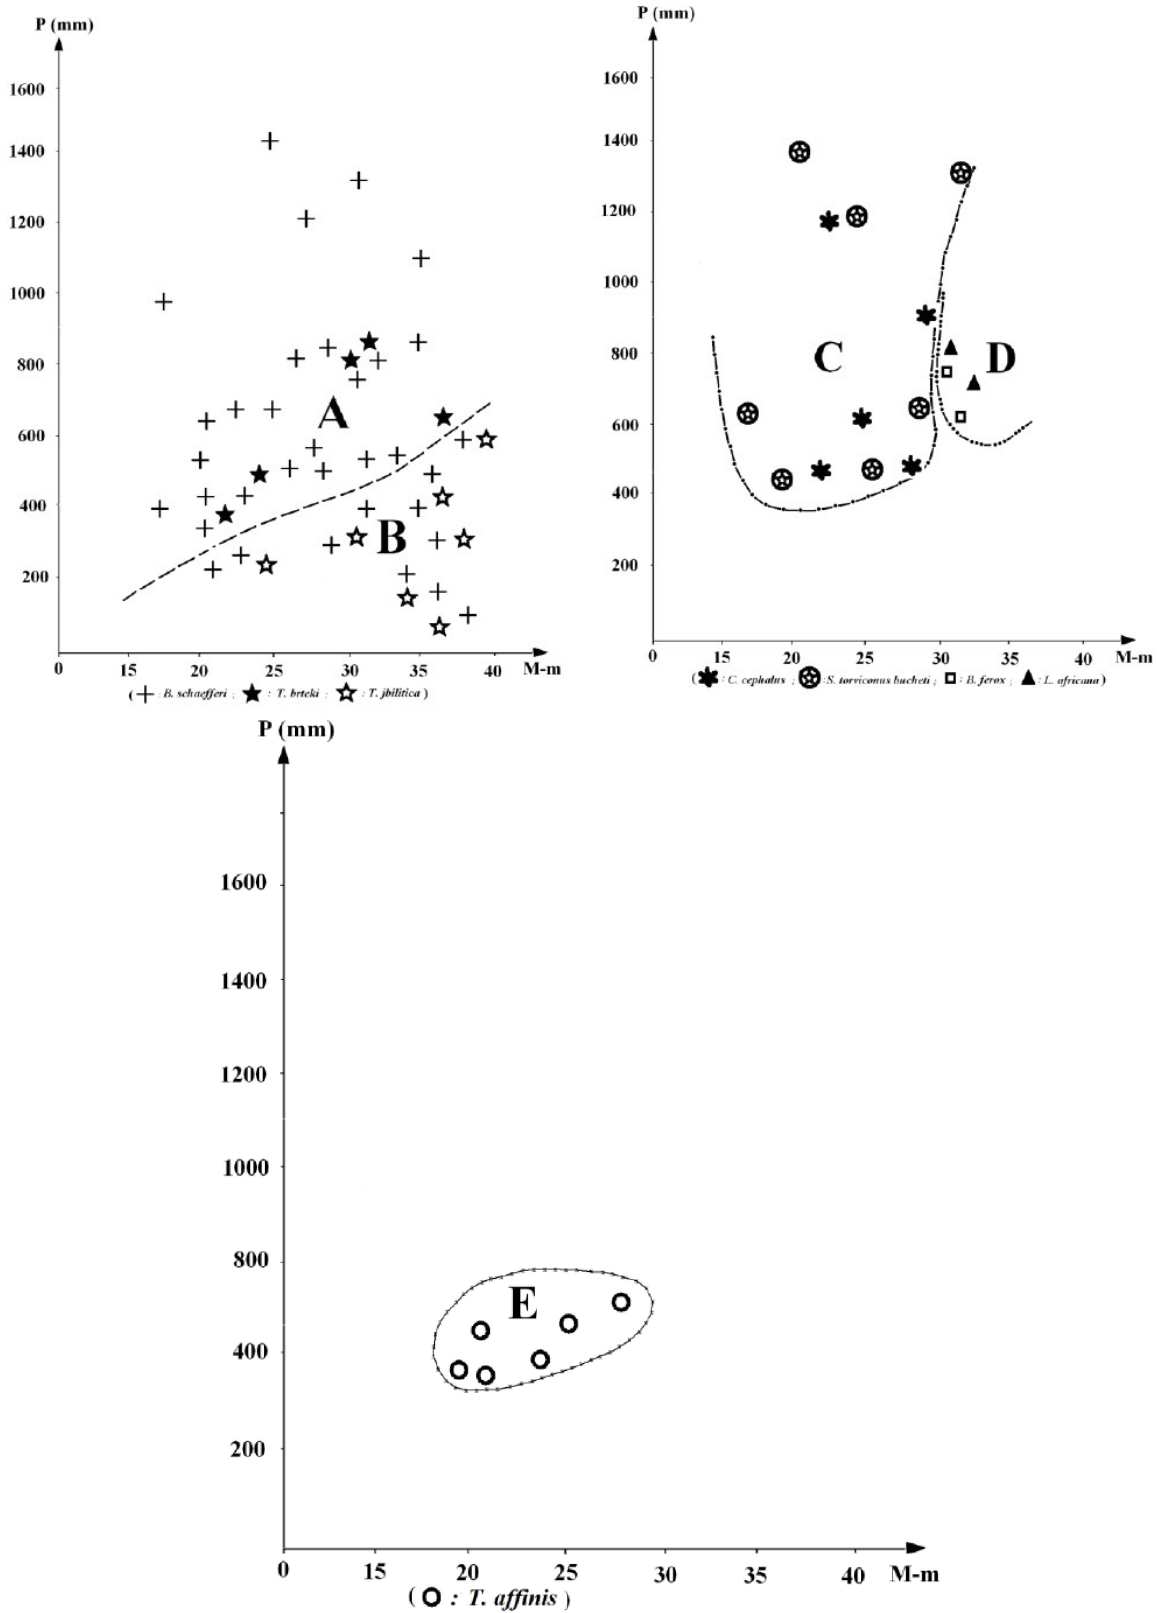 P (mm)
1600
1400
1200
1000
800
600
400
200
A
B
0 15 20 25 30 35 40 M-m
( : B. schaefferi ; : T. brteki ; : T. jbilitica )
P (mm)
1600
1400
1200
1000
800
600
400
200
C
D
0 15 20 25 30 35 40 M-m
( : C. cephalus ; : S. torviconus bucheti ; : B. ferox ; : L. africana )
P (mm)
1600
1400
1200
1000
800
400
200
E
0 15 20 25 30 35 40 M-m
( : T. affinis )